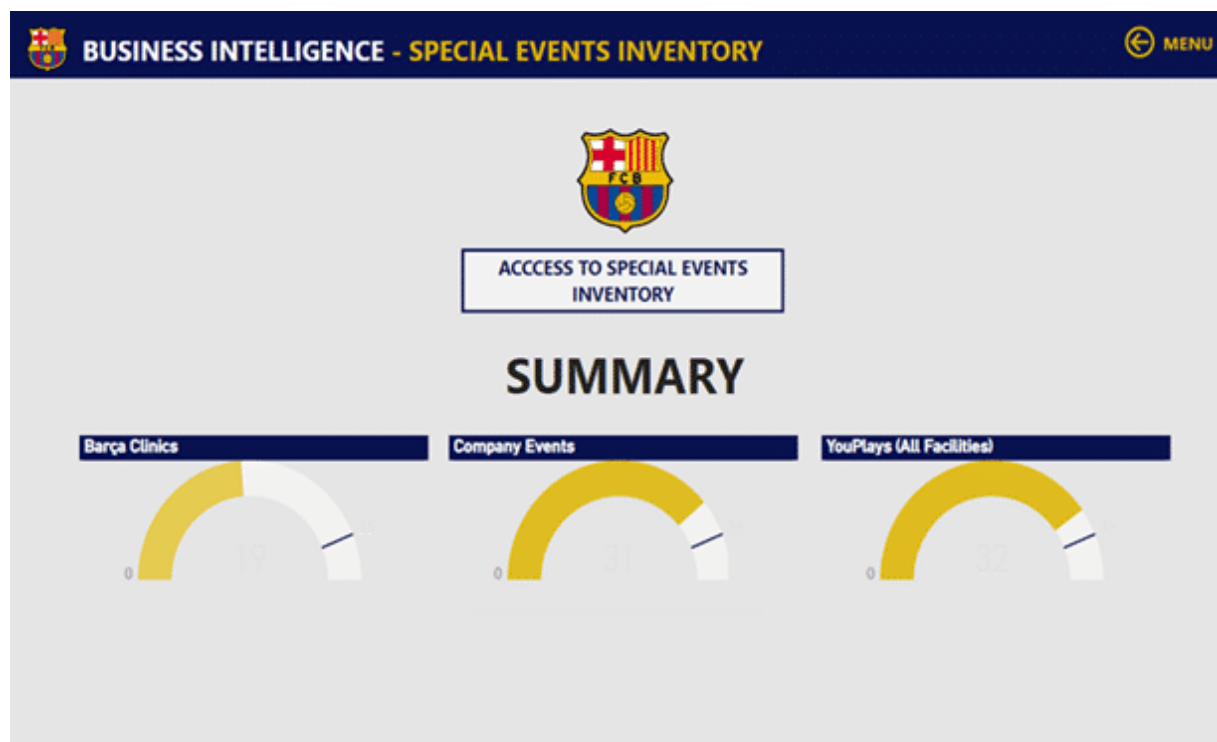 BUSINESS INTELLIGENCE - SPECIAL EVENTS INVENTORY
MENU
FCB
ACCCESS TO SPECIAL EVENTS
INVENTORY
SUMMARY
Barça Clinics
Company Events
YouPlays (All Facilities)
0
19
0
31
0
32